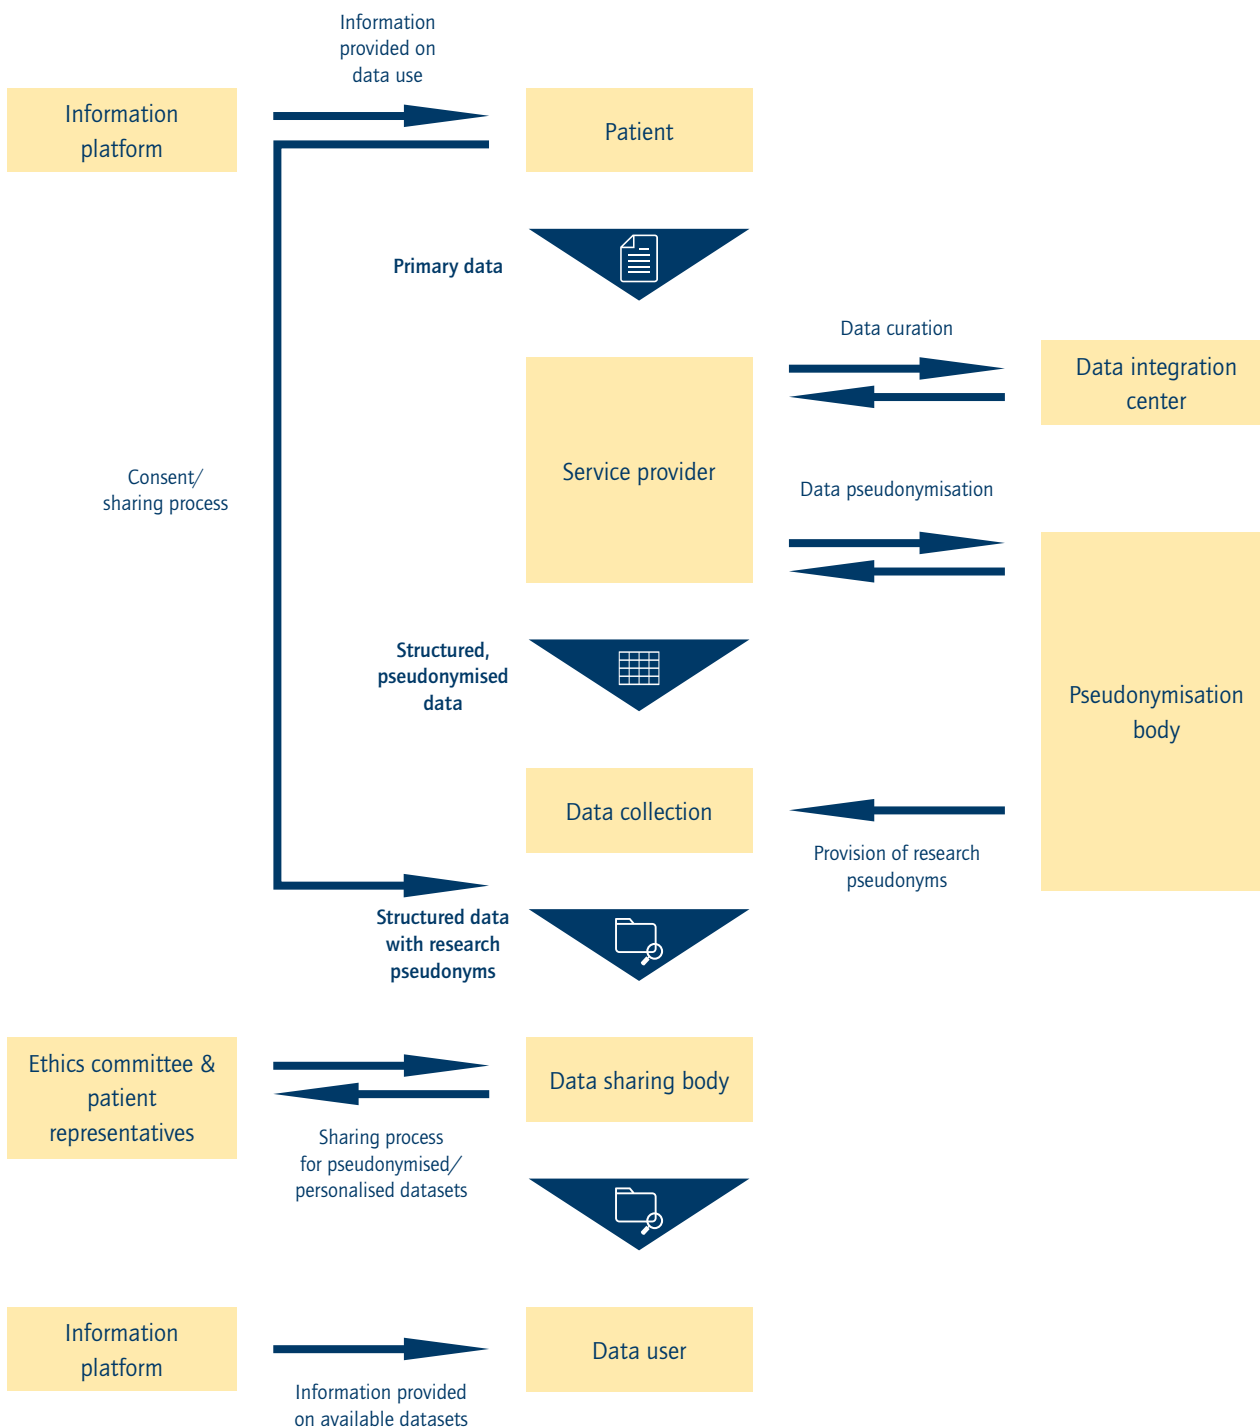 Information
provided on
data use
Information
platform
Patient
Primary data
Data curation
Data integration
center
Service provider
Consent/
sharing process
Data pseudonymisation
Structured,
pseudonymised
data
Pseudonymisation
body
Data collection
Provision of research
pseudonyms
Structured data
with research
pseudonyms
Ethics committee &
patient
representatives
Data sharing body
Sharing process
for pseudonymised/
personalised datasets
Information
platform
Data user
Information provided
on available datasets